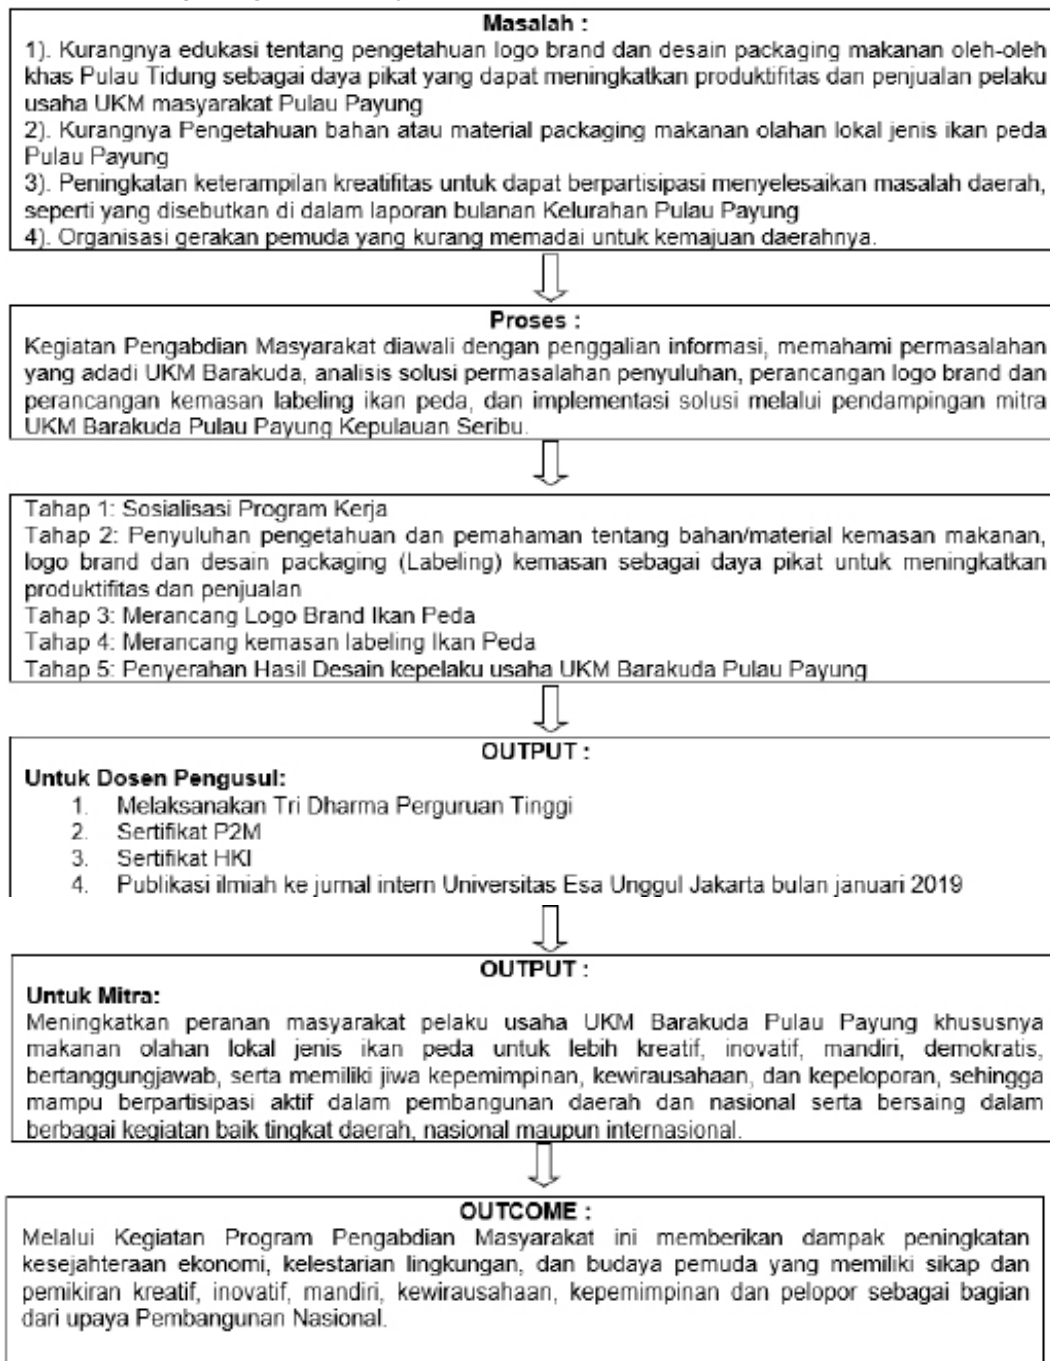 Masalah :
1). Kurangnya edukasi tentang pengetahuan logo brand dan desain packaging makanan oleh-oleh
khas Pulau Tidung sebagai daya pikat yang dapat meningkatkan produktifitas dan penjualan pelaku
usaha UKM masyarakat Pulau Payung
2). Kurangnya Pengetahuan bahan atau material packaging makanan olahan lokal jenis ikan peda
Pulau Payung
3). Peningkatan keterampilan kreatifitas untuk dapat berpartisipasi menyelesaikan masalah daerah,
seperti yang disebutkan di dalam laporan bulanan Kelurahan Pulau Payung
4). Organisasi gerakan pemuda yang kurang memadai untuk kemajuan daerahnya.
Proses :
Kegiatan Pengabdian Masyarakat diawali dengan penggalian informasi, memahami permasalahan
yang adadi UKM Barakuda, analisis solusi permasalahan penyuluhan, perancangan logo brand dan
perancangan kemasan labeling ikan peda, dan implementasi solusi melalui pendampingan mitra
UKM Barakuda Pulau Payung Kepulauan Seribu.
Tahap 1: Sosialisasi Program Kerja
Tahap 2: Penyuluhan pengetahuan dan pemahaman tentang bahan/material kemasan makanan,
logo brand dan desain packaging (Labeling) kemasan sebagai daya pikat untuk meningkatkan
produktifitas dan penjualan
Tahap 3: Merancang Logo Brand Ikan Peda
Tahap 4: Merancang kemasan labeling Ikan Peda
Tahap 5: Penyerahan Hasil Desain kepelaku usaha UKM Barakuda Pulau Payung
OUTPUT :
Untuk Dosen Pengusul:
1. Melaksanakan Tri Dharma Perguruan Tinggi
2. Sertifikat P2M
3. Sertifikat HKI
4. Publikasi ilmiah ke jurnal intern Universitas Esa Unggul Jakarta bulan januari 2019
OUTPUT :
Untuk Mitra:
Meningkatkan peranan masyarakat pelaku usaha UKM Barakuda Pulau Payung khususnya
makanan olahan lokal jenis ikan peda untuk lebih kreatif, inovatif, mandiri, demokratis,
bertanggungjawab, serta memiliki jiwa kepemimpinan, kewirausahaan, dan kepeloporan, sehingga
mampu berpartisipasi aktif dalam pembangunan daerah dan nasional serta bersaing dalam
berbagai kegiatan baik tingkat daerah, nasional maupun internasional.
OUTCOME :
Melalui Kegiatan Program Pengabdian Masyarakat ini memberikan dampak peningkatan
kesejahteraan ekonomi, kelestarian lingkungan, dan budaya pemuda yang memiliki sikap dan
pemikiran kreatif, inovatif, mandiri, kewirausahaan, kepemimpinan dan pelopor sebagai bagian
dari upaya Pembangunan Nasional.